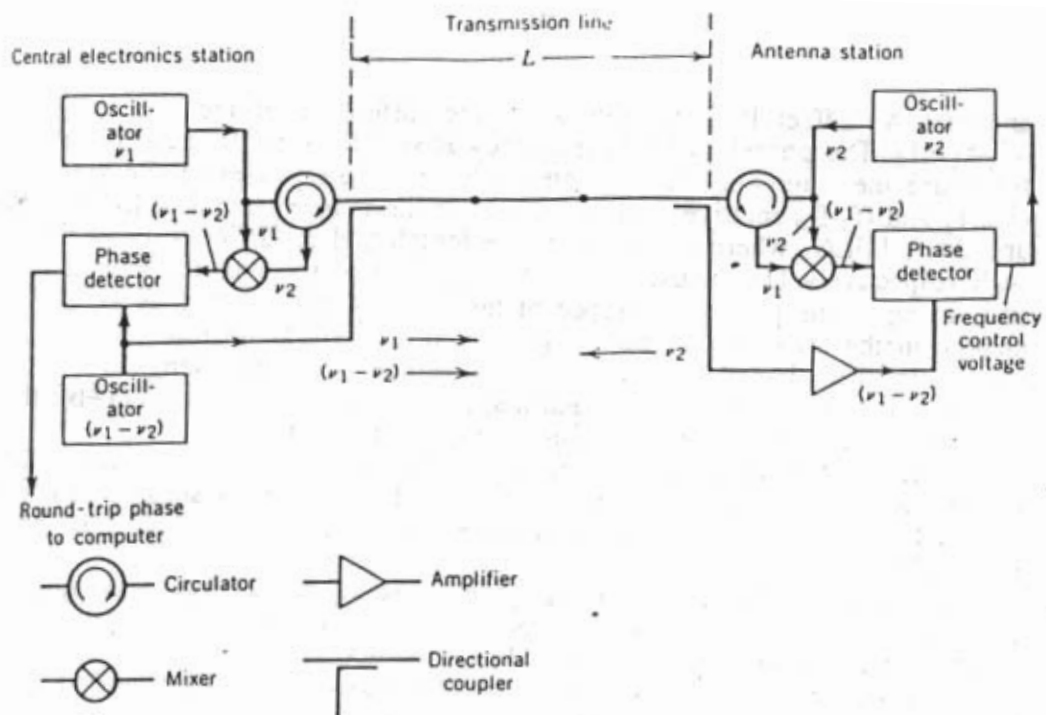 Transmission line
Central electronics station
L
Antenna station
Oscill-
ator
ν1
Oscill-
ator
ν2
ν2
(ν1 − ν2)
ν1
(ν1 − ν2)
ν2
Phase
detector
ν2
ν1
Phase
detector
Frequency
control
voltage
ν1
ν2
(ν1 − ν2)
(ν1 − ν2)
Oscill-
ator
(ν1 − ν2)
Round-trip phase
to computer
Circulator
Amplifier
Mixer
Directional
coupler